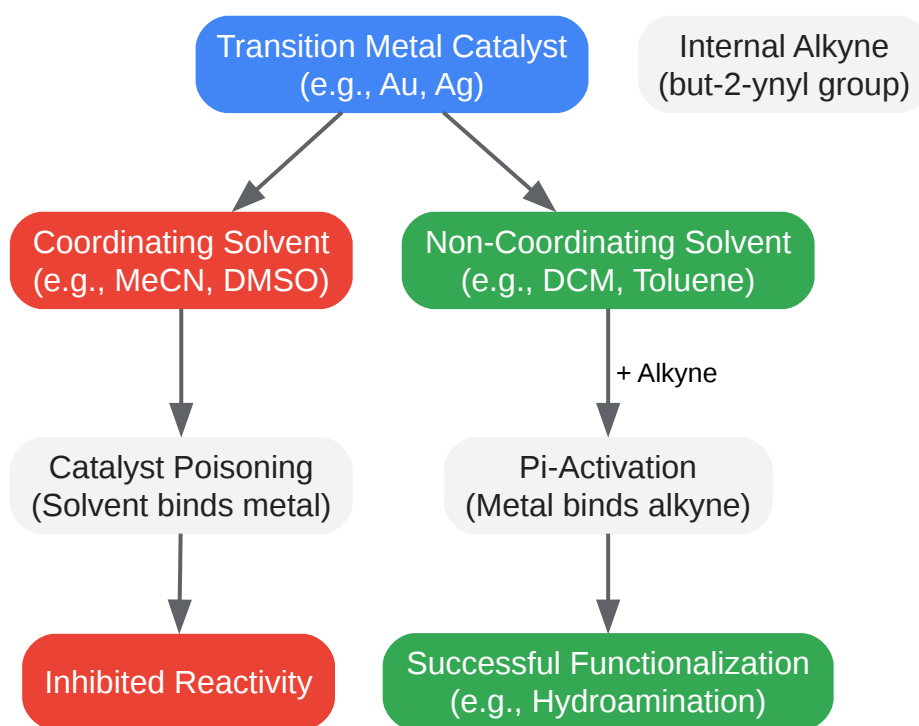 Transition Metal Catalyst
(e.g., Au, Ag)
Internal Alkyne
(but-2-ynyl group)
Coordinating Solvent
(e.g., MeCN, DMSO)
Non-Coordinating Solvent
(e.g., DCM, Toluene)
+ Alkyne
Catalyst Poisoning
(Solvent binds metal)
Pi-Activation
(Metal binds alkyne)
Inhibited Reactivity
Successful Functionalization
(e.g., Hydroamination)